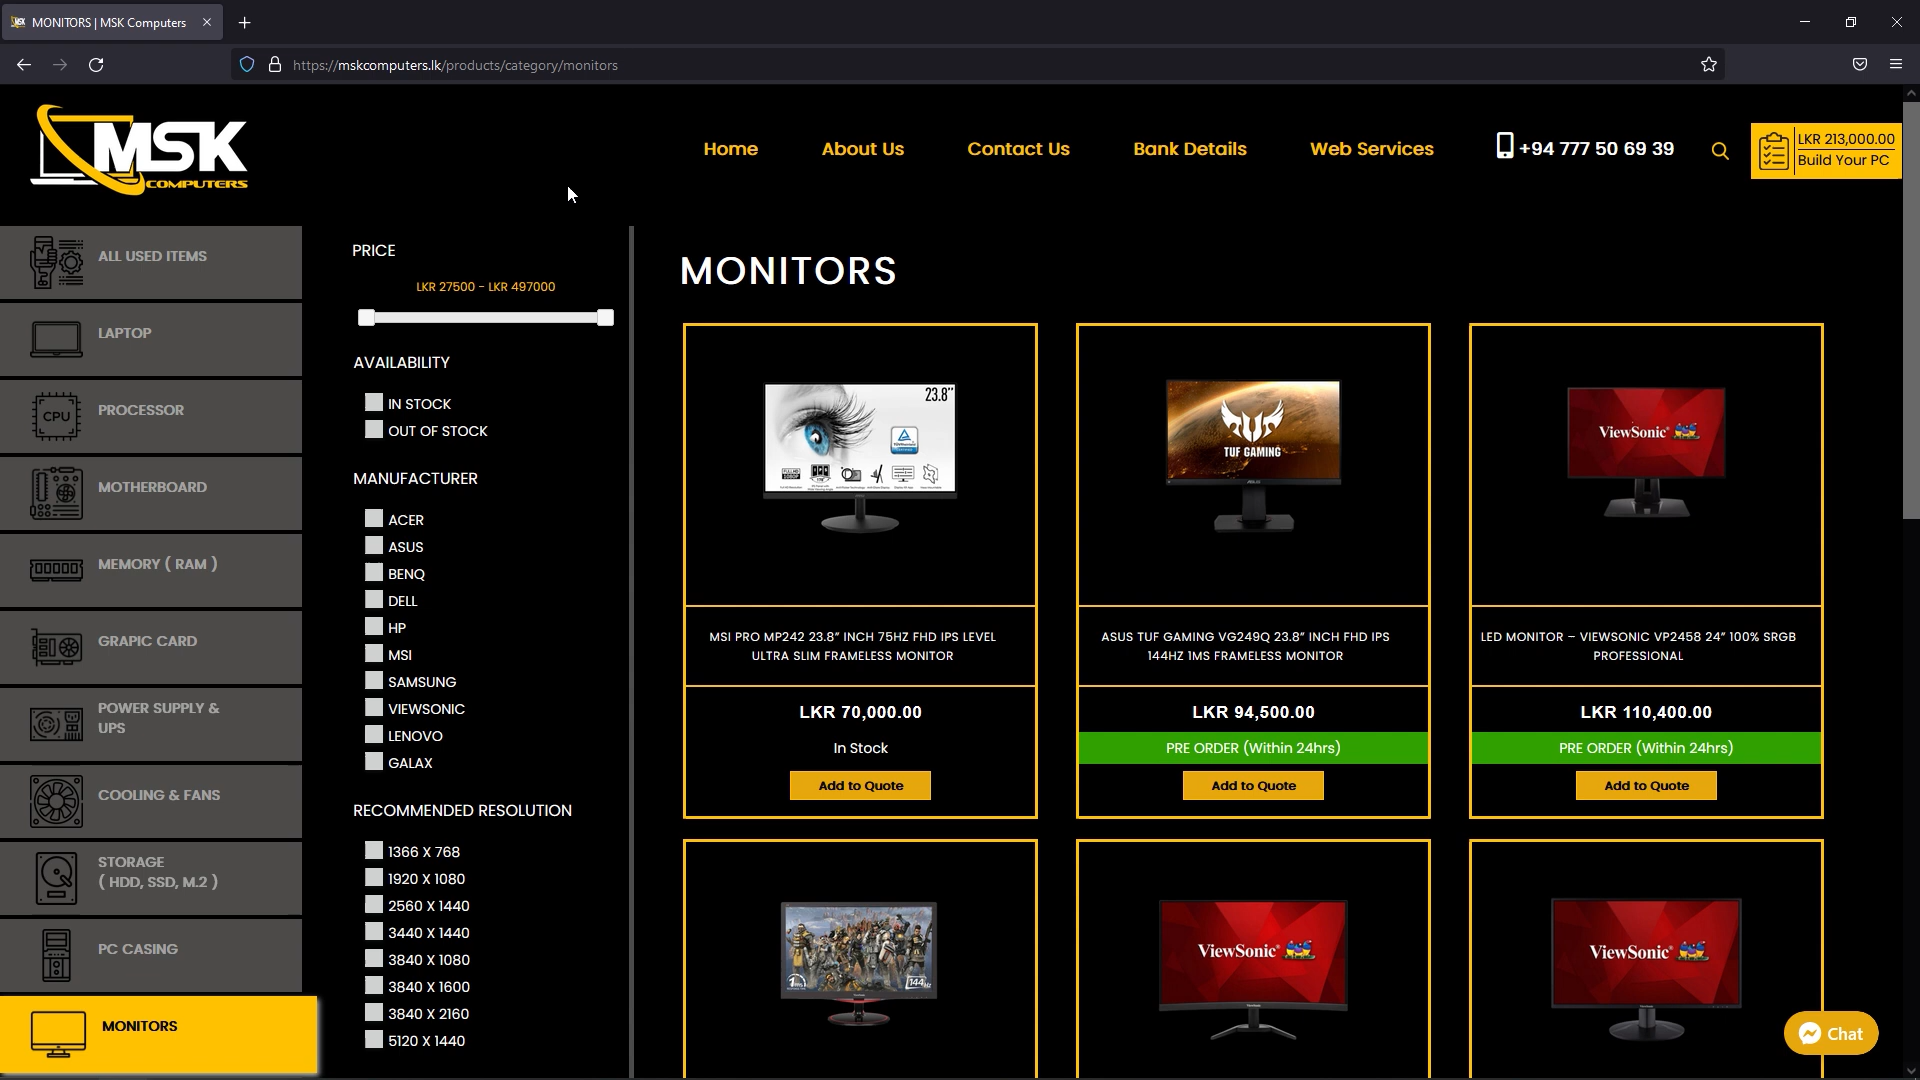 MSK MONITORS | MSK Computers
https://mskcomputers.lk/products/category/monitors
MSK
COMPUTERS
Home
About Us
Contact Us
Bank Details
Web Services
+94 777 50 69 39
LKR 213,000.00
Build Your PC
ALL USED ITEMS
LAPTOP
CPU
PROCESSOR
MOTHERBOARD
MEMORY ( RAM )
GRAPIC CARD
POWER SUPPLY &
UPS
COOLING & FANS
STORAGE
( HDD, SSD, M.2 )
PC CASING
MONITORS
PRICE
LKR 27500 - LKR 497000
AVAILABILITY
IN STOCK
OUT OF STOCK
MANUFACTURER
ACER
ASUS
BENQ
DELL
HP
MSI
SAMSUNG
VIEWSONIC
LENOVO
GALAX
RECOMMENDED RESOLUTION
1366 X 768
1920 X 1080
2560 X 1440
3440 X 1440
3840 X 1080
3840 X 1600
3840 X 2160
5120 X 1440
MONITORS
23.8"
MSI PRO MP242 23.8” INCH 75HZ FHD IPS LEVEL
ULTRA SLIM FRAMELESS MONITOR
LKR 70,000.00
In Stock
Add to Quote
TUF GAMING
ASUS TUF GAMING VG249Q 23.8” INCH FHD IPS
144HZ 1MS FRAMELESS MONITOR
LKR 94,500.00
PRE ORDER (Within 24hrs)
Add to Quote
ViewSonic
LED MONITOR – VIEWSONIC VP2458 24” 100% SRGB
PROFESSIONAL
LKR 110,400.00
PRE ORDER (Within 24hrs)
Add to Quote
144Hz
ViewSonic
ViewSonic
Chat